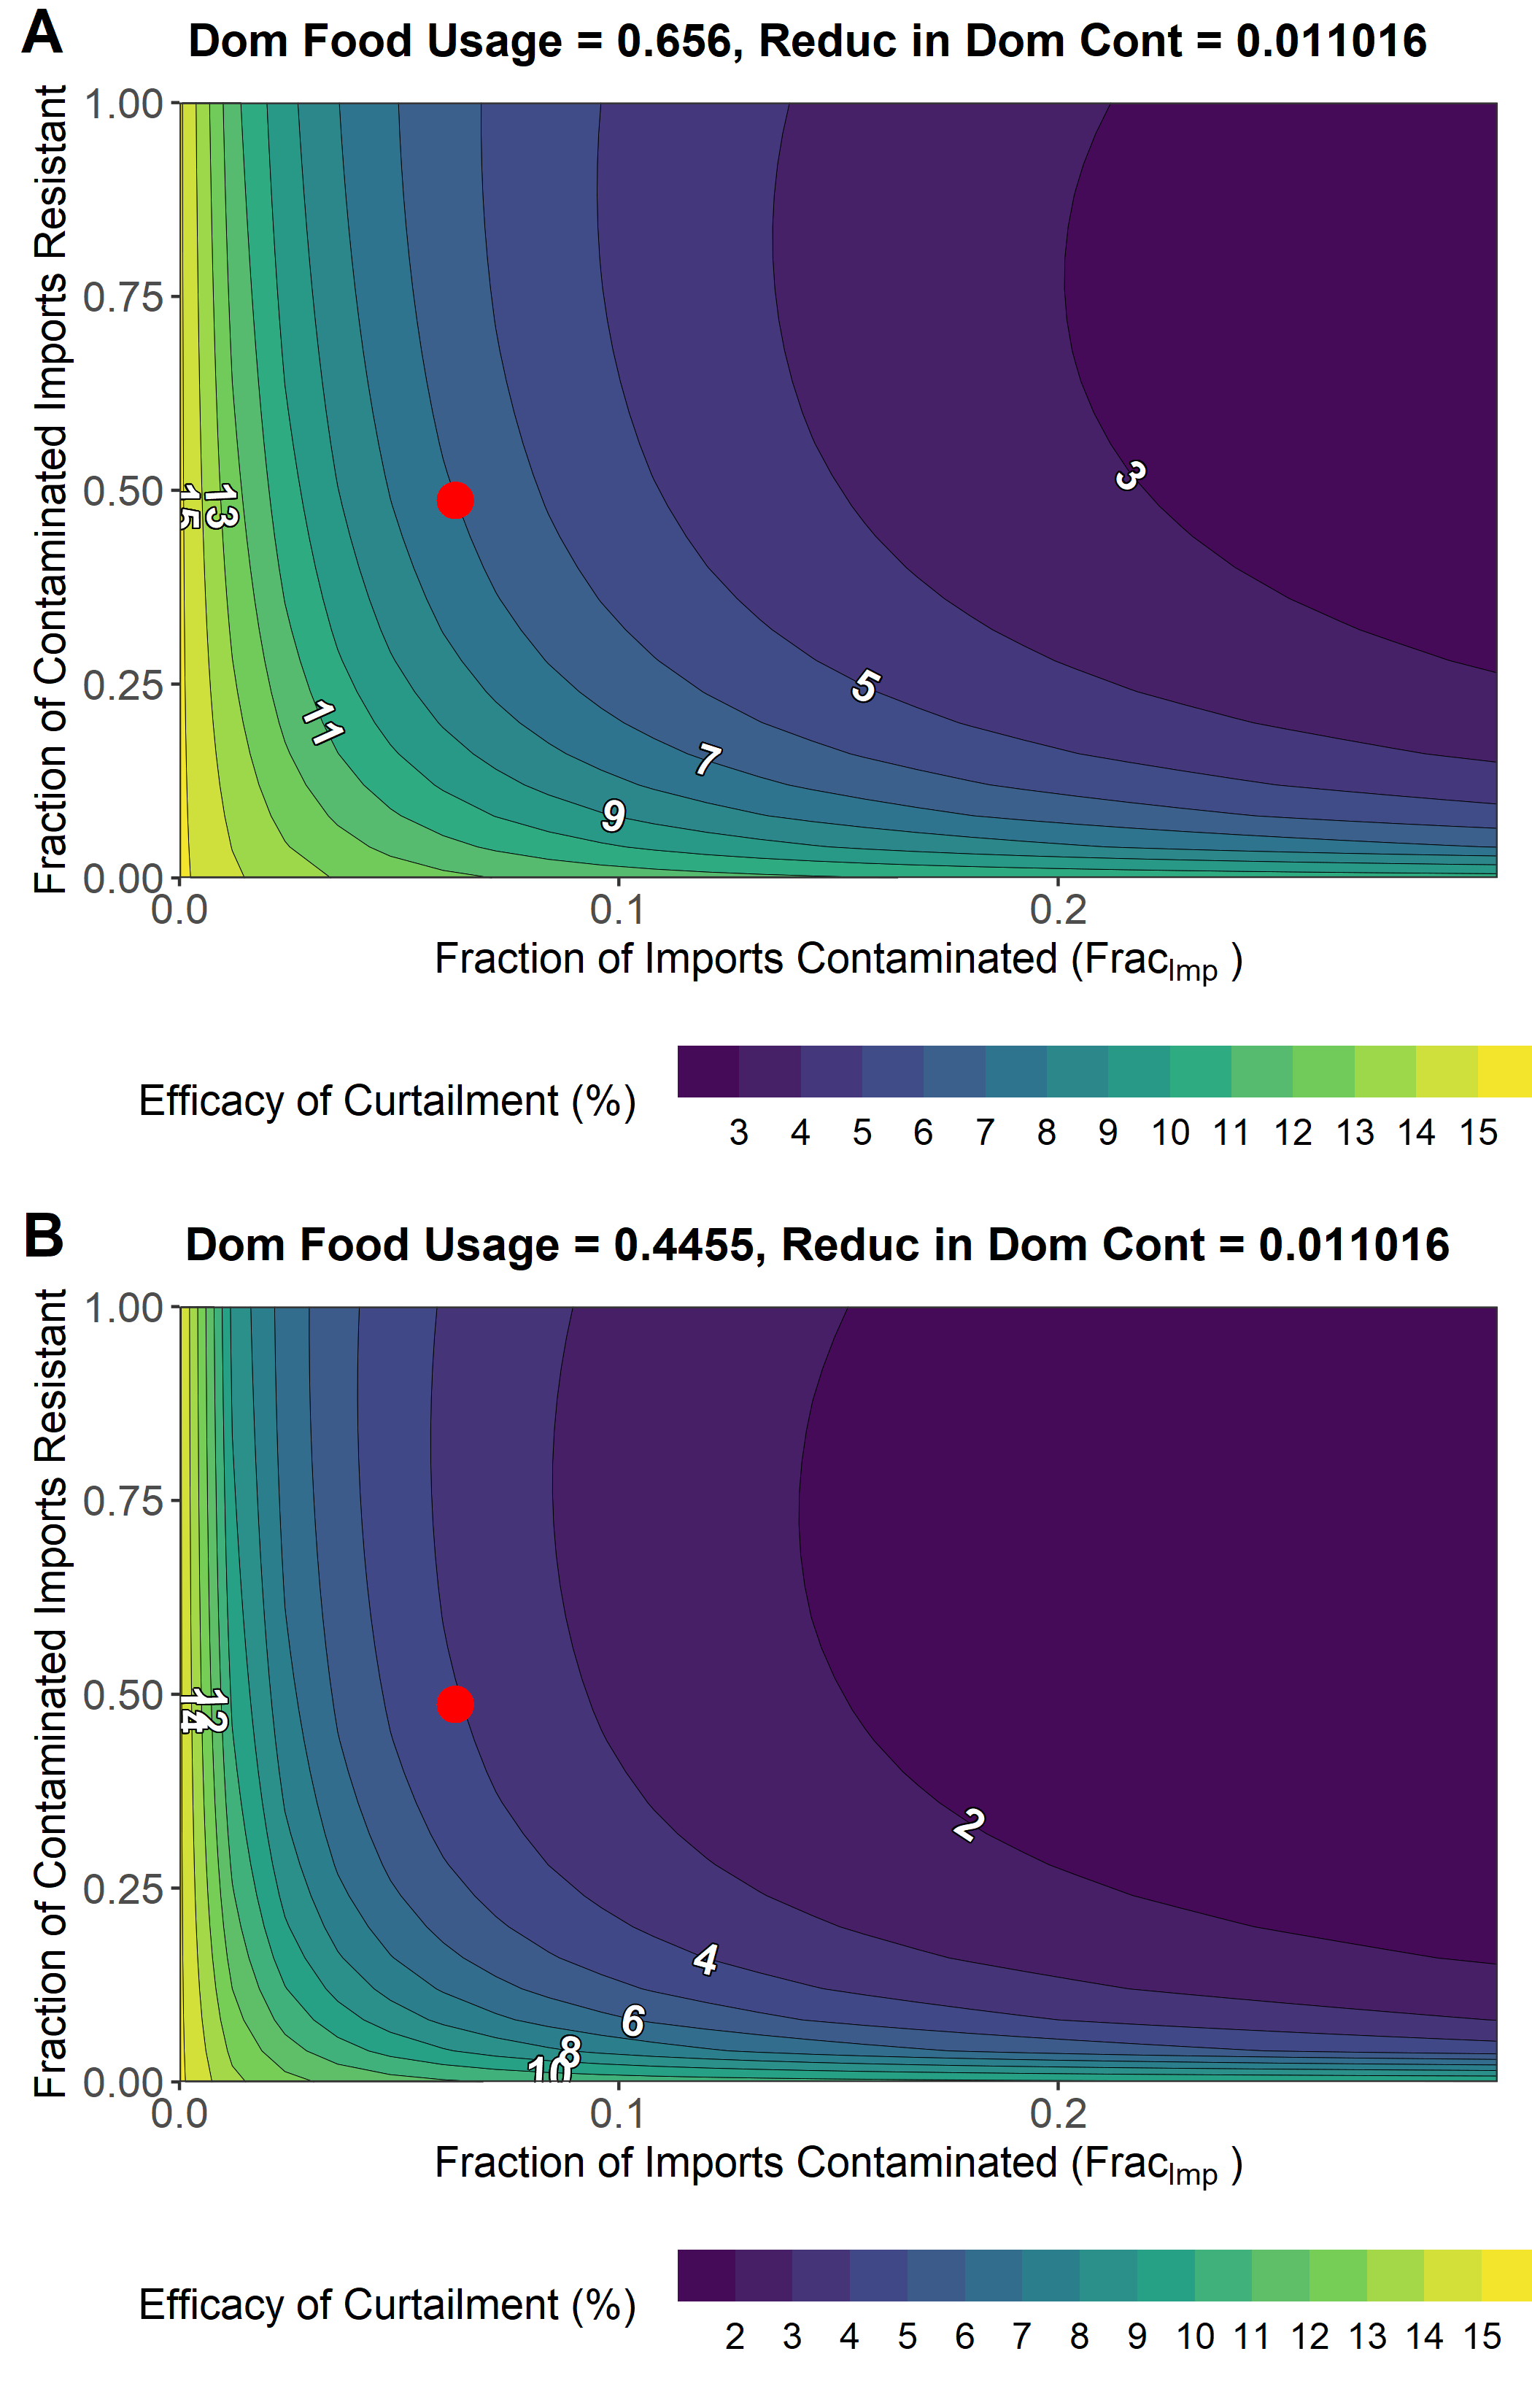 A
Dom Food Usage = 0.656, Reduc in Dom Cont = 0.011016
Fraction of Contaminated Imports Resistant
1.00
0.75
0.50
0.25
0.00
15
13
11
9
7
5
3
0.0 0.1 0.2
Fraction of Imports Contaminated (FracImp )
Efficacy of Curtailment (%)
3 4 5 6 7 8 9 10 11 12 13 14 15
B
Dom Food Usage = 0.4455, Reduc in Dom Cont = 0.011016
Fraction of Contaminated Imports Resistant
1.00
0.75
0.50
0.25
0.00
14
12
10
8
6
4
2
0.0 0.1 0.2
Fraction of Imports Contaminated (FracImp )
Efficacy of Curtailment (%)
2 3 4 5 6 7 8 9 10 11 12 13 14 15